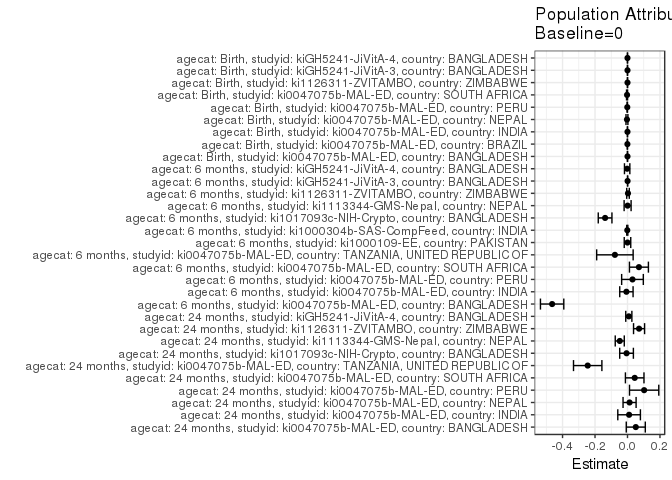 Population Attribu
Baseline=0
agecat: Birth, studyid: kiGH5241-JiVitA-4, country: BANGLADESH
agecat: Birth, studyid: kiGH5241-JiVitA-3, country: BANGLADESH
agecat: Birth, studyid: ki1126311-ZVITAMBO, country: ZIMBABWE
agecat: Birth, studyid: ki0047075b-MAL-ED, country: SOUTH AFRICA
agecat: Birth, studyid: ki0047075b-MAL-ED, country: PERU
agecat: Birth, studyid: ki0047075b-MAL-ED, country: NEPAL
agecat: Birth, studyid: ki0047075b-MAL-ED, country: INDIA
agecat: Birth, studyid: ki0047075b-MAL-ED, country: BRAZIL
agecat: Birth, studyid: ki0047075b-MAL-ED, country: BANGLADESH
agecat: 6 months, studyid: kiGH5241-JiVitA-4, country: BANGLADESH
agecat: 6 months, studyid: kiGH5241-JiVitA-3, country: BANGLADESH
agecat: 6 months, studyid: ki1126311-ZVITAMBO, country: ZIMBABWE
agecat: 6 months, studyid: ki1113344-GMS-Nepal, country: NEPAL
agecat: 6 months, studyid: ki1017093c-NIH-Crypto, country: BANGLADESH
agecat: 6 months, studyid: ki1000304b-SAS-CompFeed, country: INDIA
agecat: 6 months, studyid: ki1000109-EE, country: PAKISTAN
agecat: 6 months, studyid: ki0047075b-MAL-ED, country: TANZANIA, UNITED REPUBLIC OF
agecat: 6 months, studyid: ki0047075b-MAL-ED, country: SOUTH AFRICA
agecat: 6 months, studyid: ki0047075b-MAL-ED, country: PERU
agecat: 6 months, studyid: ki0047075b-MAL-ED, country: INDIA
agecat: 6 months, studyid: ki0047075b-MAL-ED, country: BANGLADESH
agecat: 24 months, studyid: kiGH5241-JiVitA-4, country: BANGLADESH
agecat: 24 months, studyid: ki1126311-ZVITAMBO, country: ZIMBABWE
agecat: 24 months, studyid: ki1113344-GMS-Nepal, country: NEPAL
agecat: 24 months, studyid: ki1017093c-NIH-Crypto, country: BANGLADESH
agecat: 24 months, studyid: ki0047075b-MAL-ED, country: TANZANIA, UNITED REPUBLIC OF
agecat: 24 months, studyid: ki0047075b-MAL-ED, country: SOUTH AFRICA
agecat: 24 months, studyid: ki0047075b-MAL-ED, country: PERU
agecat: 24 months, studyid: ki0047075b-MAL-ED, country: NEPAL
agecat: 24 months, studyid: ki0047075b-MAL-ED, country: INDIA
agecat: 24 months, studyid: ki0047075b-MAL-ED, country: BANGLADESH
-0.4 -0.2 0.0 0.2
Estimate